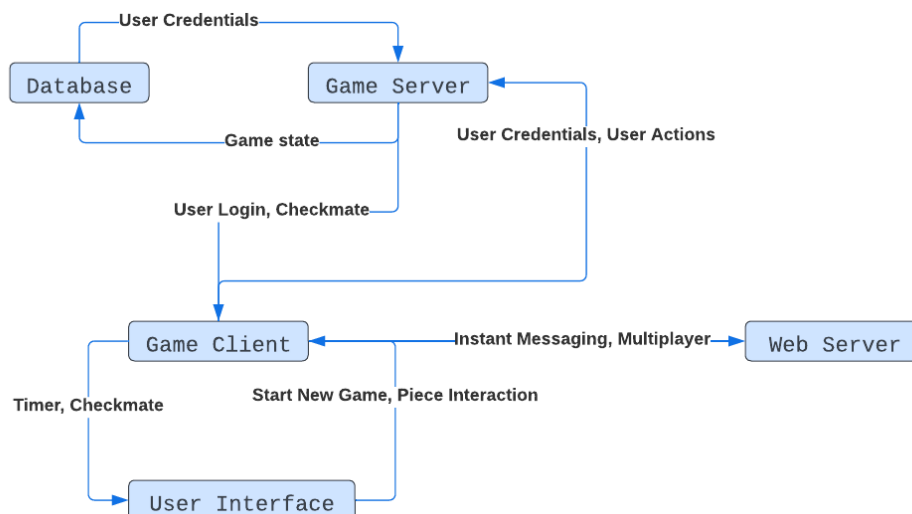 User Credentials
Database
Game Server
User Credentials, User Actions
Game state
User Login, Checkmate
Game Client
Instant Messaging, Multiplayer
Web Server
Start New Game, Piece Interaction
Timer, Checkmate
User Interface